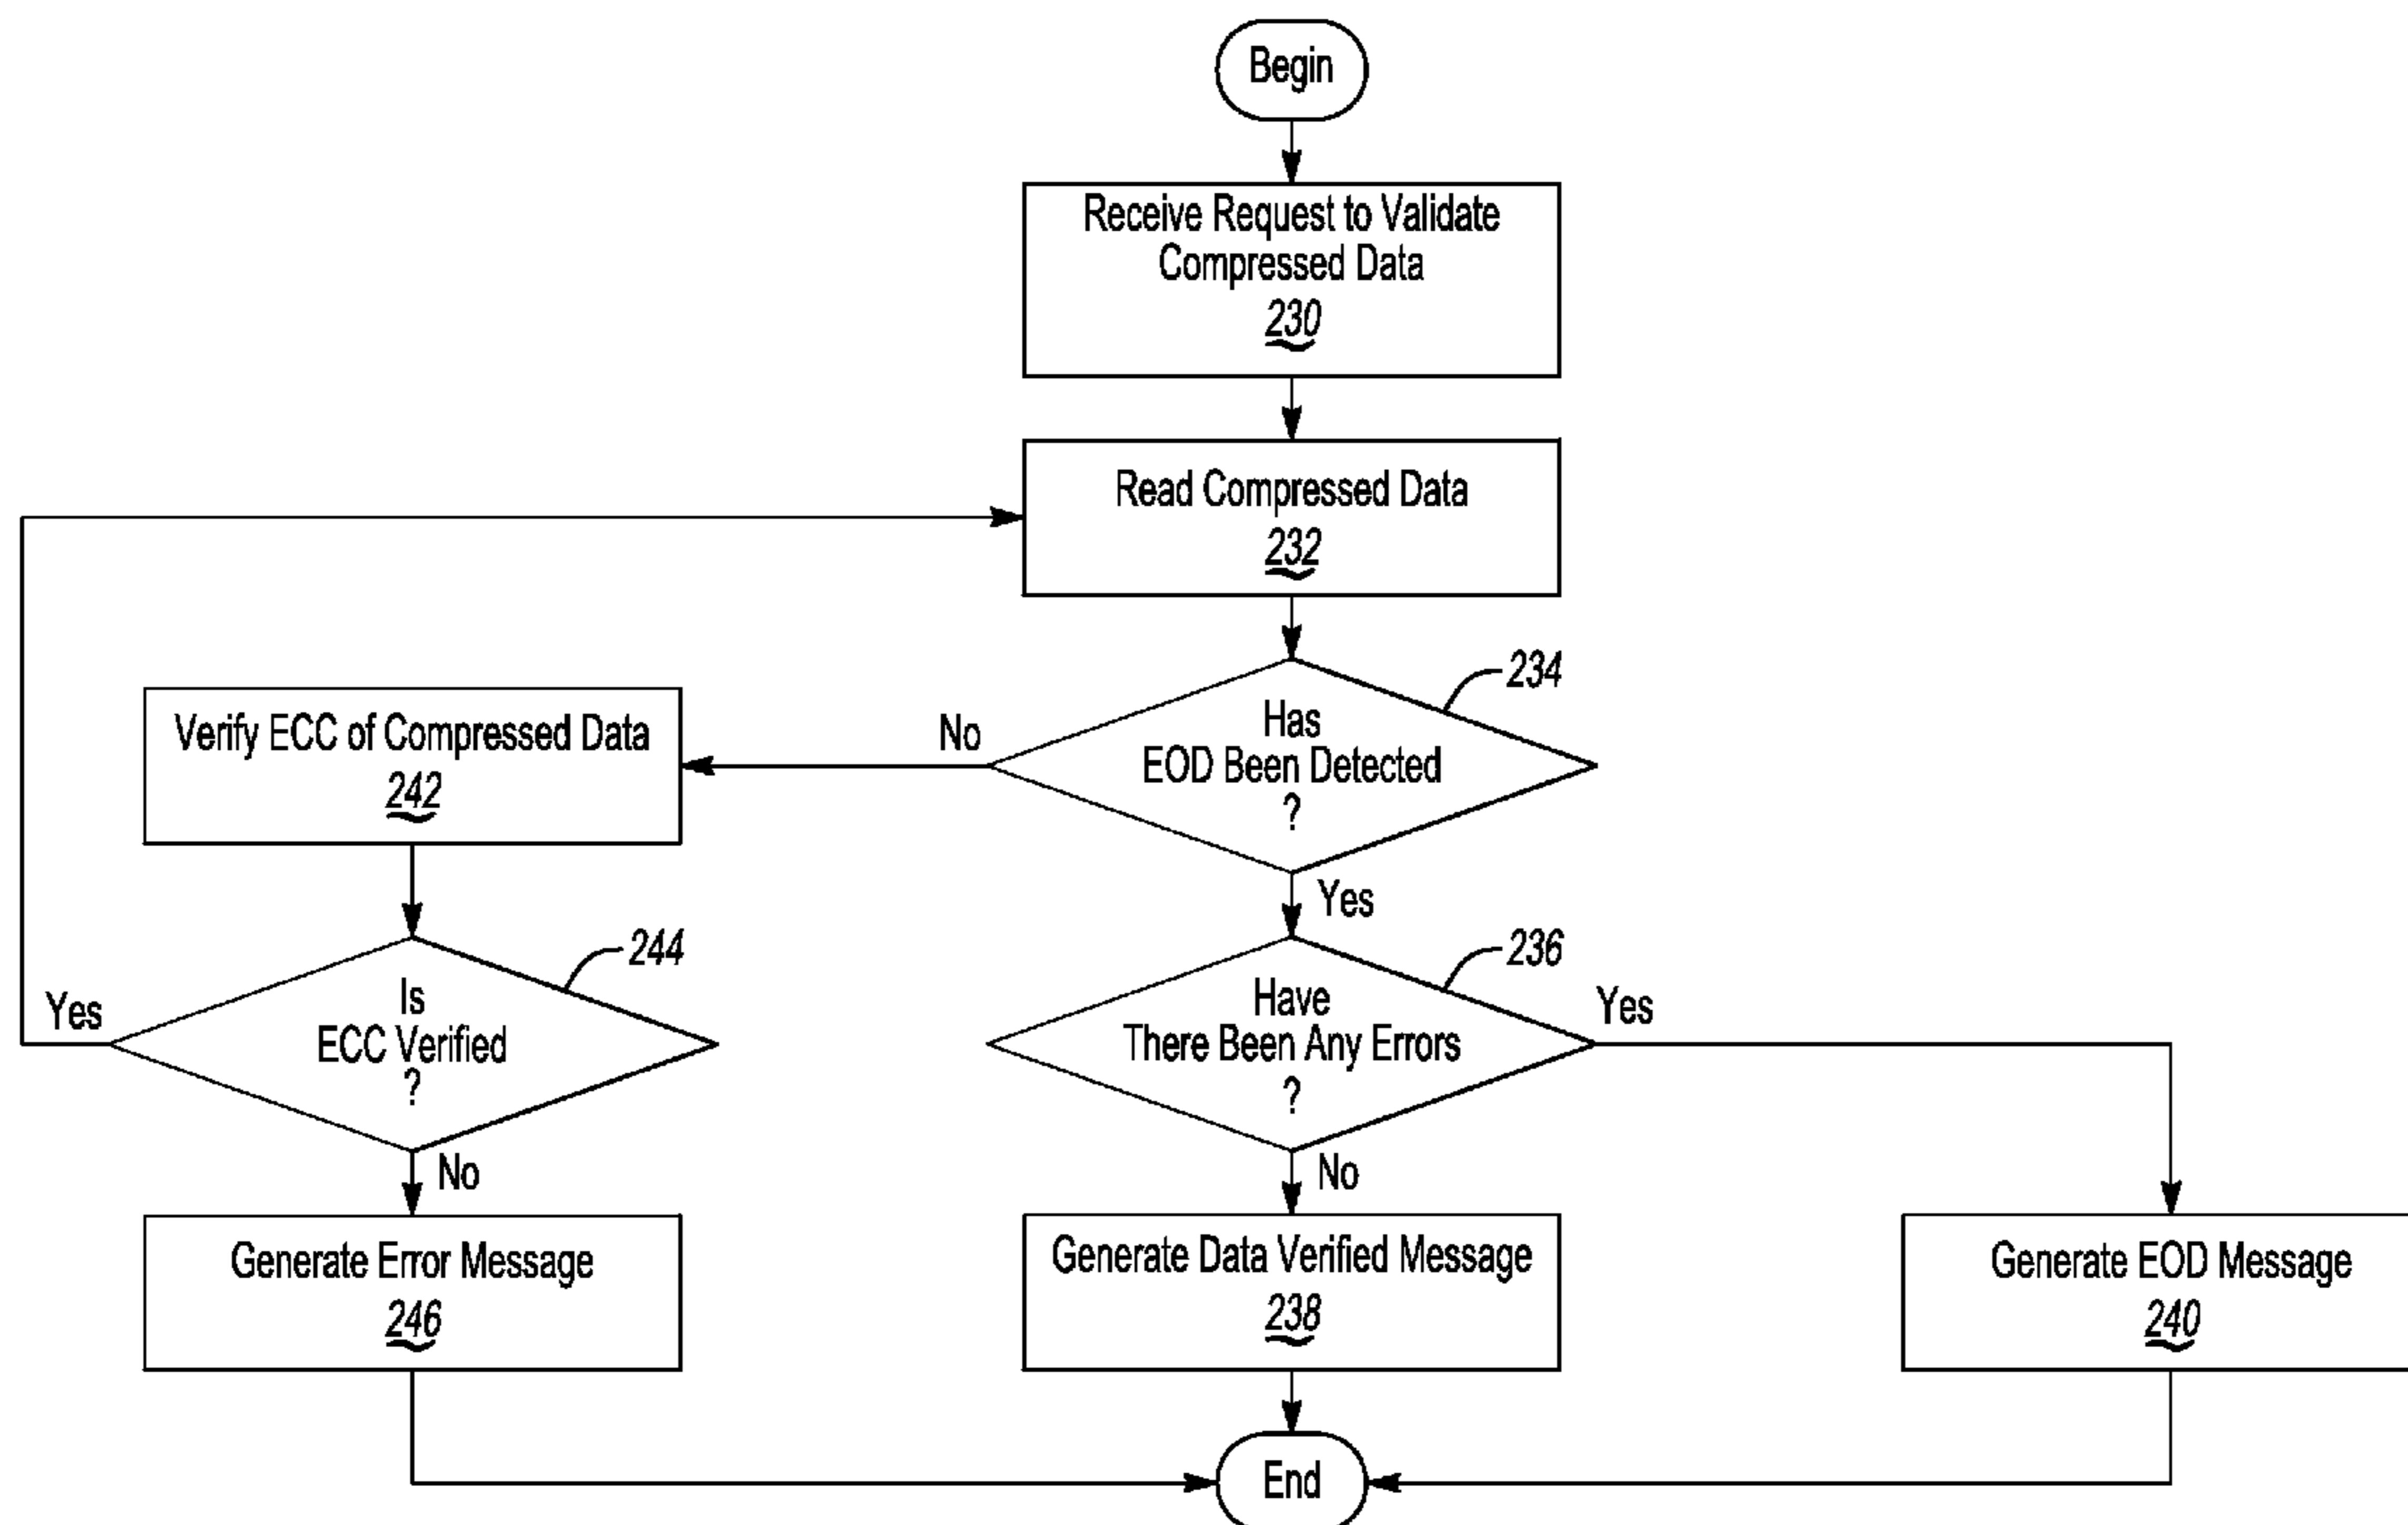 Begin
Receive Request to Validate
Compressed Data
230
Read Compressed Data
232
234
Has
EOD Been Detected
?
No
Yes
Verify ECC of Compressed Data
242
244
Is
ECC Verified
?
Yes
No
236
Have
There Been Any Errors
?
Yes
No
Generate Error Message
246
Generate Data Verified Message
238
Generate EOD Message
240
End